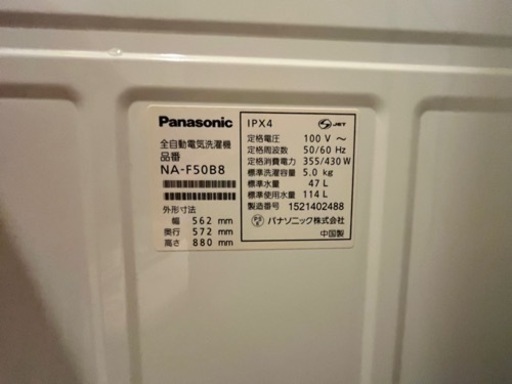 Panasonic
全自動電気洗濯機
品番
NA-F50B8
外形寸法
幅 562 mm
奥行 572 mm
高さ 880 mm
IPX4
JET
定格電圧 100 V ～
定格周波数 50/60 Hz
定格消費電力 355/430 W
標準洗濯容量 5.0 kg
標準水量 47 L
標準使用水量 114 L
製造番号 1521402488
パナソニック株式会社
中国製